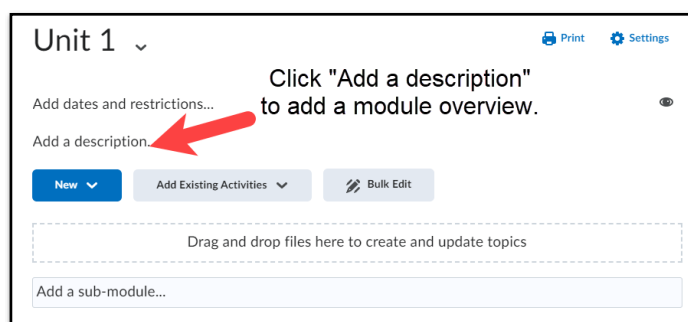 Unit 1
Print
Settings
Click "Add a description"
to add a module overview.
Add dates and restrictions...
Add a description..
New
Add Existing Activities
Bulk Edit
Drag and drop files here to create and update topics
Add a sub-module...